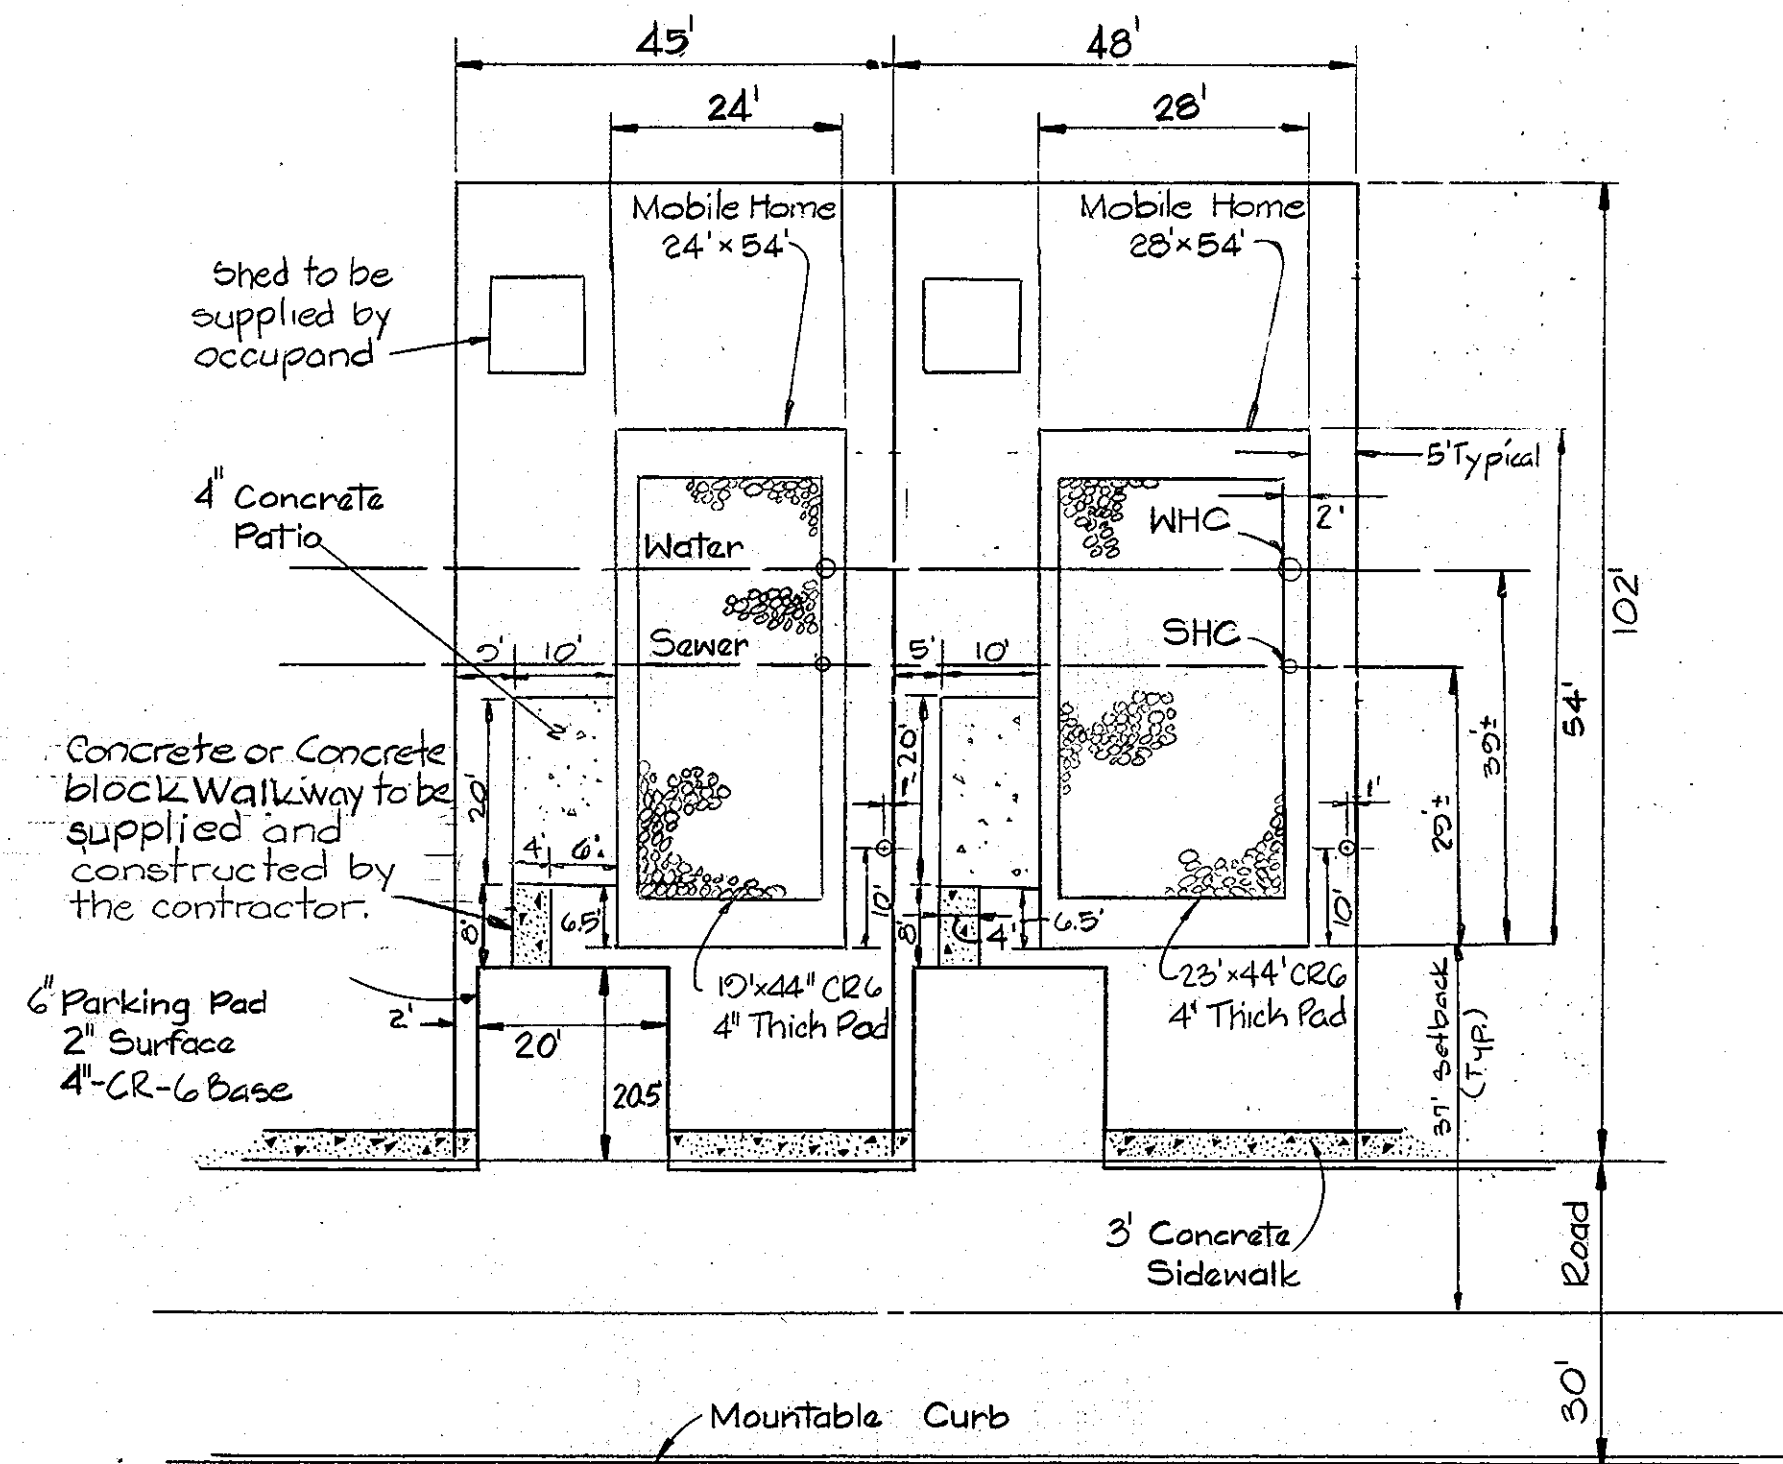 45'
48'
24'
28'
Mobile Home
24'×54'
Mobile Home
28'×54'
Shed to be
supplied by
occupand
5' Typical
4" Concrete
Patio
2'
WHC
Water
102'
SHC
Sewer
5'
10'
5'
10'
54'
39'±
29'±
Concrete or Concrete
block Walkway to be
supplied and
constructed by
the contractor.
20'
20'
1'
1'
4'
6'
10'
10'
8'
6.5'
8'
4'
6.5'
19'×44" CR6
4" Thick Pad
23'×44' CR6
4' Thick Pad
6" Parking Pad
2" Surface
4"-CR-6 Base
2'
20'
20.5'
37' Setback
(Typ.)
3' Concrete
Sidewalk
Road
30'
Mountable Curb